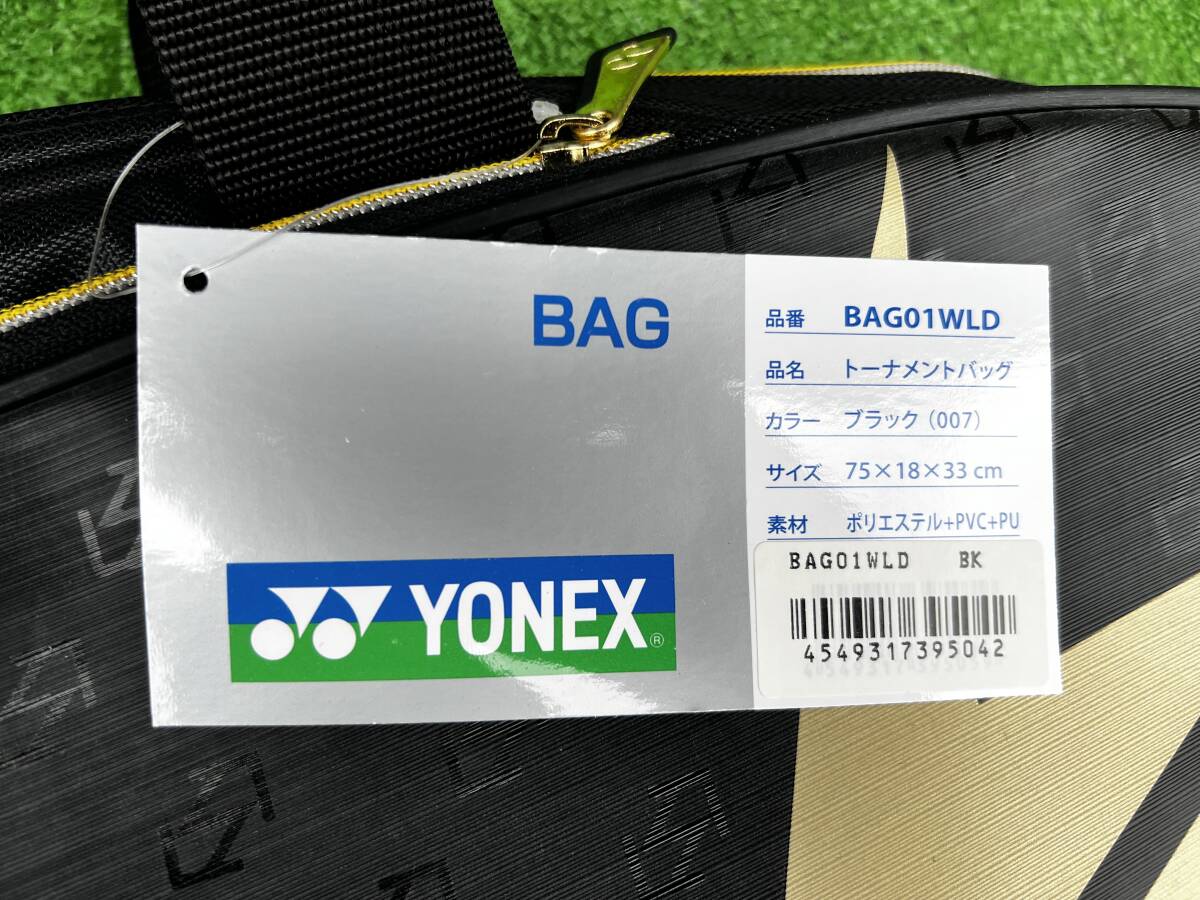 BAG
YONEX®
品番 BAG01WLD
品名 トーナメントバッグ
カラー ブラック（007）
サイズ 75×18×33 cm
素材 ポリエステル+PVC+PU
BAG01WLD BK
4549317395042